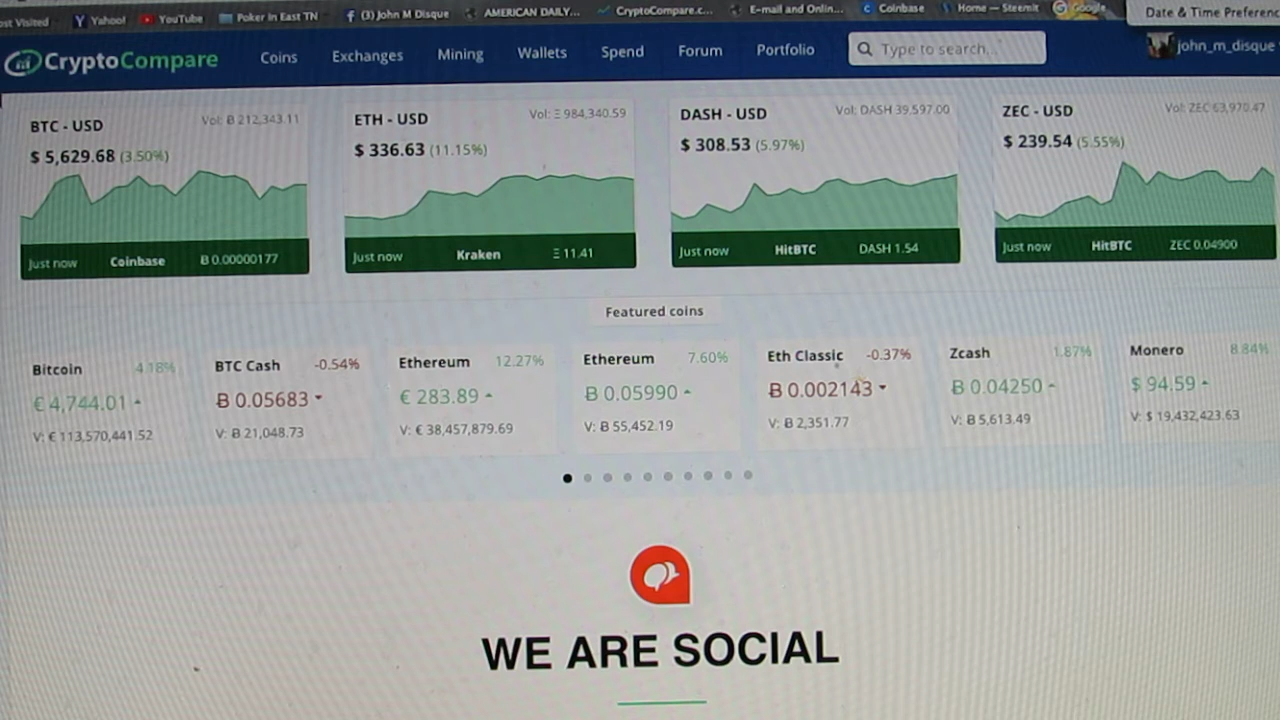 ost Visited Yahoo! YouTube Poker in East TN (3) John M Disque AMERICAN DAILY... CryptoCompare.c... E-mail and Onlin... Coinbase Home — Steemit Google Date & Time Preferenc
CryptoCompare Coins Exchanges Mining Wallets Spend Forum Portfolio Type to search... john_m_disque
BTC - USD Vol: Ƀ 212,343.11
$ 5,629.68 (3.50%)
Just now Coinbase Ƀ 0.00000177
ETH - USD Vol: Ξ 984,340.59
$ 336.63 (11.15%)
Just now Kraken Ξ 11.41
DASH - USD Vol: DASH 39,597.00
$ 308.53 (5.97%)
Just now HitBTC DASH 1.54
ZEC - USD Vol: ZEC 63,970.47
$ 239.54 (5.55%)
Just now HitBTC ZEC 0.04900
Featured coins
Bitcoin 4.18%
€ 4,744.01
V: € 113,570,441.52
BTC Cash -0.54%
Ƀ 0.05683
V: Ƀ 21,048.73
Ethereum 12.27%
€ 283.89
V: € 38,457,879.69
Ethereum 7.60%
Ƀ 0.05990
V: Ƀ 55,452.19
Eth Classic -0.37%
Ƀ 0.002143
V: Ƀ 2,351.77
Zcash 1.87%
Ƀ 0.04250
V: Ƀ 5,613.49
Monero 8.84%
$ 94.59
V: $ 19,432,423.63
WE ARE SOCIAL